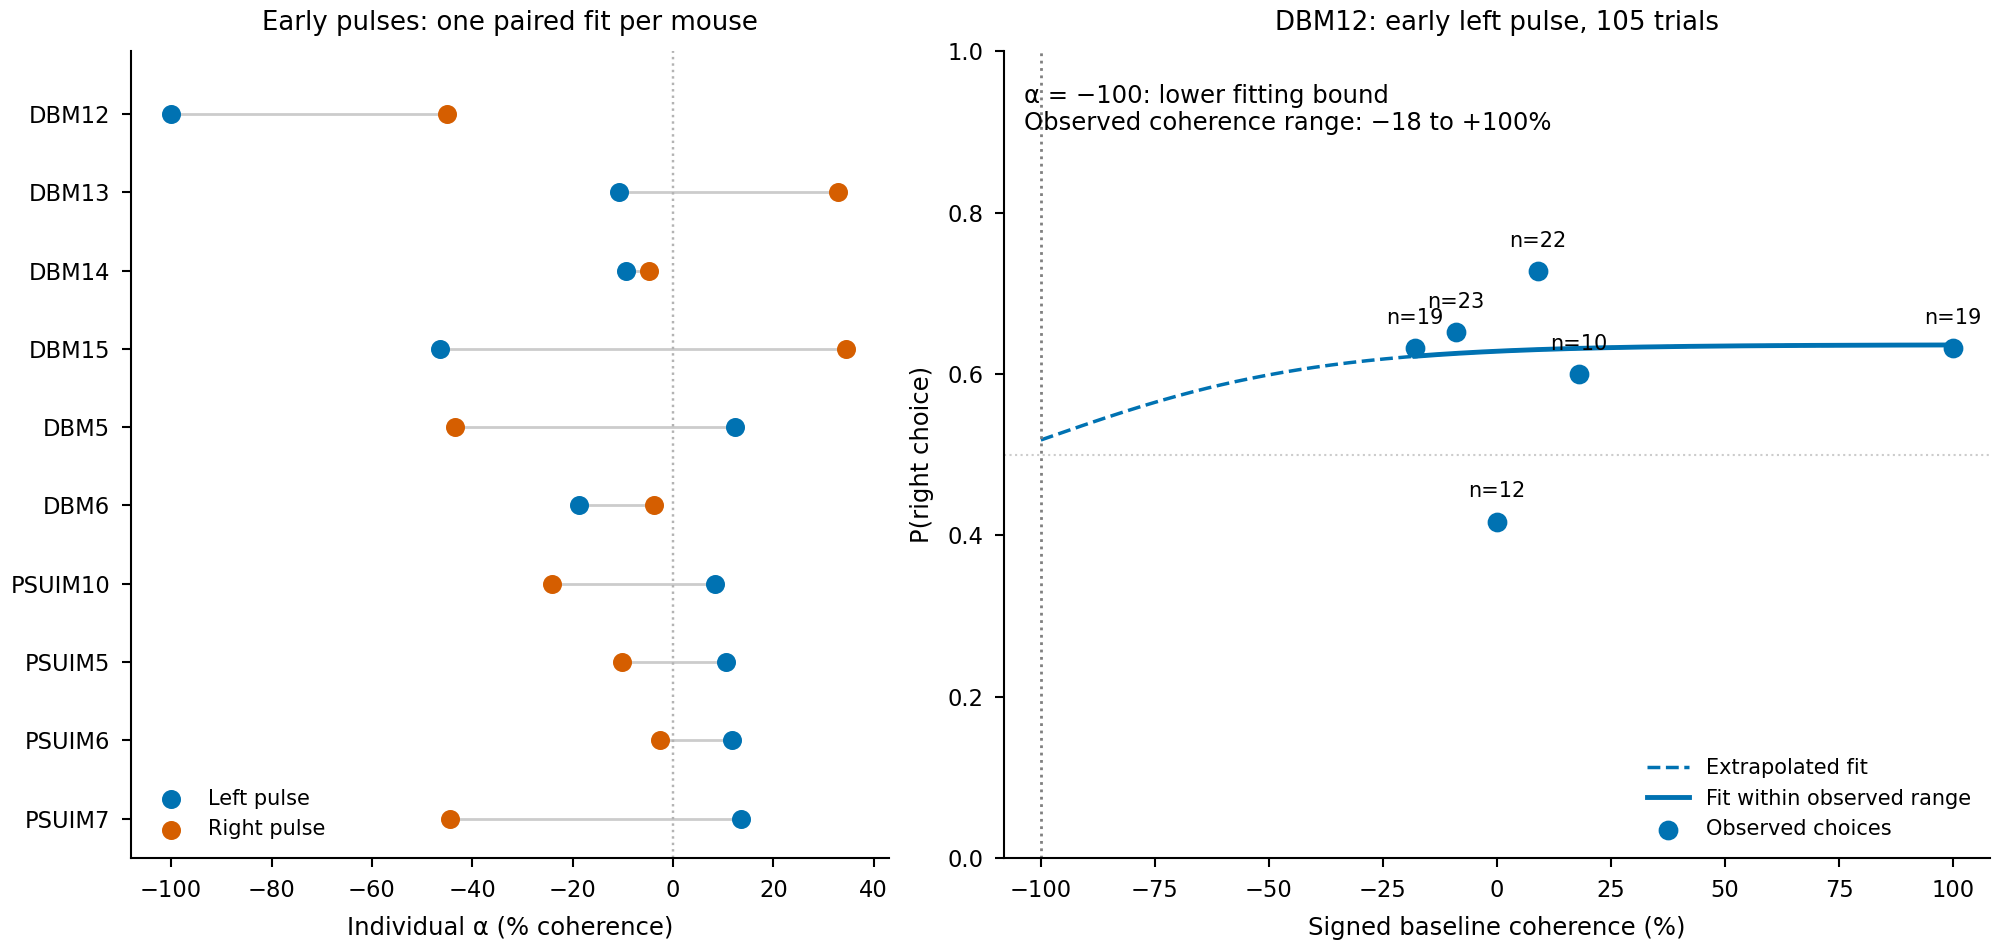 Early pulses: one paired fit per mouse
DBM12
DBM13
DBM14
DBM15
DBM5
DBM6
PSUIM10
PSUIM5
PSUIM6
PSUIM7
Left pulse
Right pulse
−100 −80 −60 −40 −20 0 20 40
Individual α (% coherence)
DBM12: early left pulse, 105 trials
P(right choice)
1.0
0.8
0.6
0.4
0.2
0.0
α = −100: lower fitting bound
Observed coherence range: −18 to +100%
n=22
n=23
n=19
n=19
n=10
n=12
Extrapolated fit
Fit within observed range
Observed choices
−100 −75 −50 −25 0 25 50 75 100
Signed baseline coherence (%)